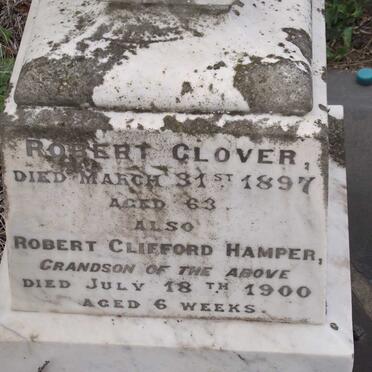 ROBERT GLOVER,
DIED MARCH 31ST 1897
AGED 63.
ALSO
ROBERT CLIFFORD HAMPER,
GRANDSON OF THE ABOVE
DIED JULY 18TH 1900
AGED 6 WEEKS.